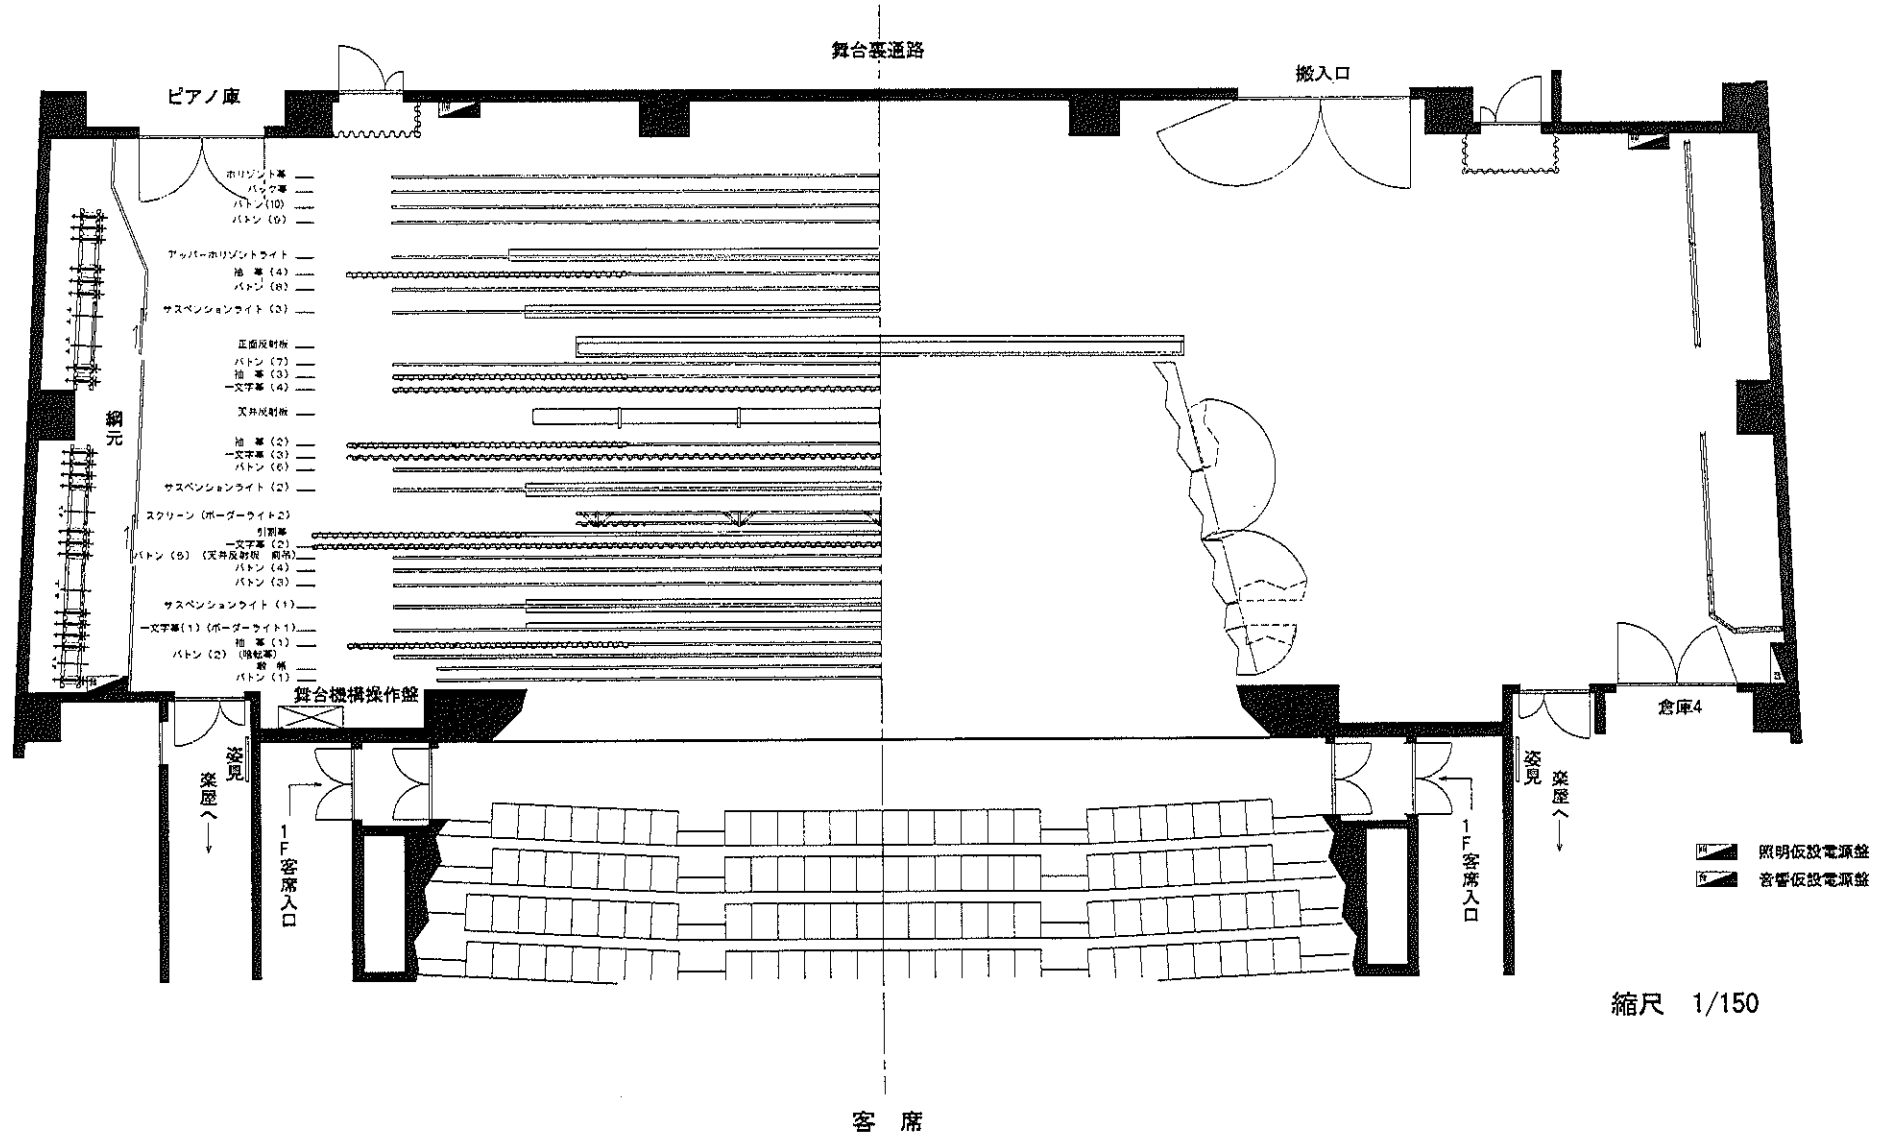 舞台裏通路
搬入口
ピアノ庫
ホリゾント幕
バック幕
バトン(10)
バトン(9)
アッパーホリゾントライト
袖 幕(4)
バトン(8)
サスペンションライト(3)
正面反射板
バトン(7)
袖 幕(3)
一文字幕(4)
天井反射板
綱元
袖 幕(2)
一文字幕(3)
バトン(6)
サスペンションライト(2)
スクリーン(ボーダーライト2)
引割幕
一文字幕(2)
バトン(5) (天井反射板 前吊)
バトン(4)
バトン(3)
サスペンションライト(1)
一文字幕(1)(ボーダーライト1)
袖 幕(1)
バトン(2) (暗転幕)
緞 帳
バトン(1)
舞台機構操作盤
倉庫4
姿見
楽屋へ
1F客席入口
姿見
楽屋へ
1F客席入口
照明仮設電源盤
音響仮設電源盤
縮尺 1/150
客 席